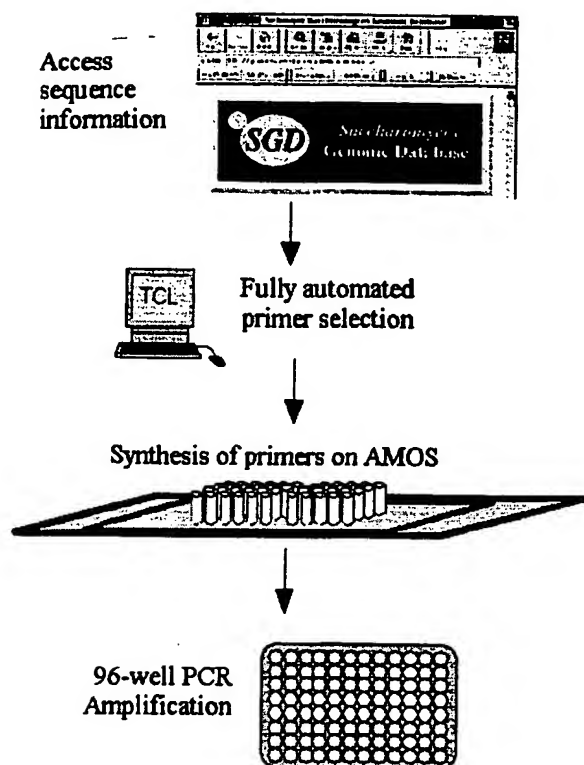 Access
sequence
information
SGD
Saccharomyces
Genomic Database
TCL
Fully automated
primer selection
Synthesis of primers on AMOS
96-well PCR
Amplification